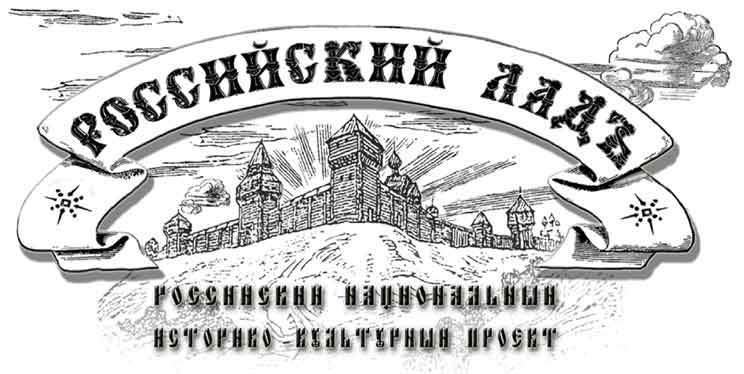 РОССИЙСКИЙ ЛАДЪ
РОССИЙСКИЙ НАЦИОНАЛЬНЫЙ
ИСТОРИКО-КУЛЬТУРНЫЙ ПРОЕКТ